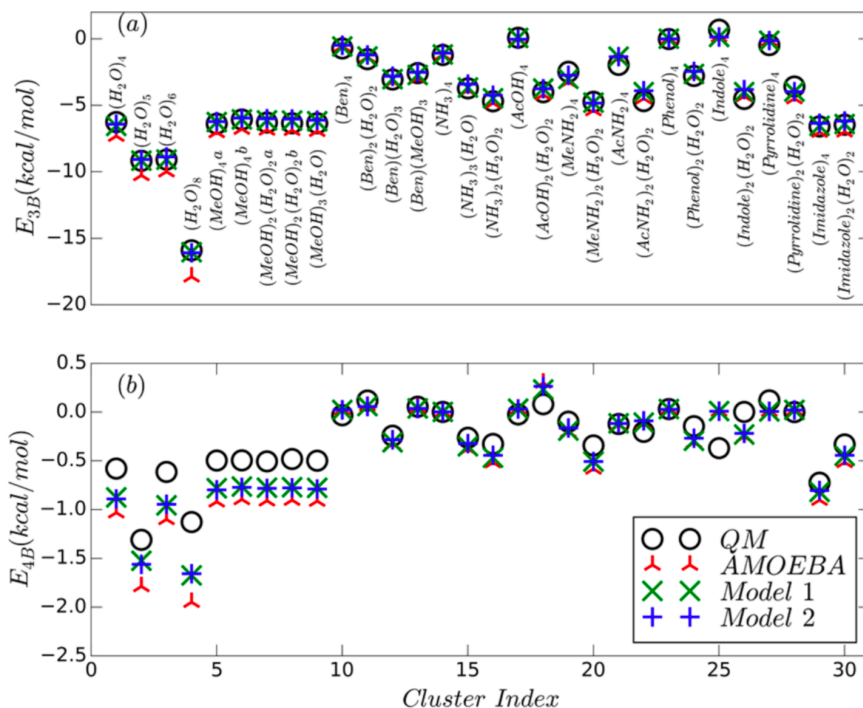 (a)
0
−5
−10
−15
−20
E3B(kcal/mol)
(H2O)4
(H2O)5
(H2O)6
(H2O)8
(MeOH)4a
(MeOH)4b
(MeOH)2(H2O)2a
(MeOH)2(H2O)2b
(MeOH)3(H2O)
(Ben)4
(Ben)2(H2O)2
(Ben)(H2O)3
(Ben)(MeOH)3
(NH3)4
(NH3)3(H2O)
(NH3)2(H2O)2
(AcOH)4
(AcOH)2(H2O)2
(MeNH2)4
(MeNH2)2(H2O)2
(AcNH2)4
(AcNH2)2(H2O)2
(Phenol)4
(Phenol)2(H2O)2
(Indole)4
(Indole)2(H2O)2
(Pyrrolidine)4
(Pyrrolidine)2(H2O)2
(Imidazole)4
(Imidazole)2(H2O)2
(b)
0.5
0.0
−0.5
−1.0
−1.5
−2.0
−2.5
E4B(kcal/mol)
QM
AMOEBA
Model 1
Model 2
0 5 10 15 20 25 30
Cluster Index